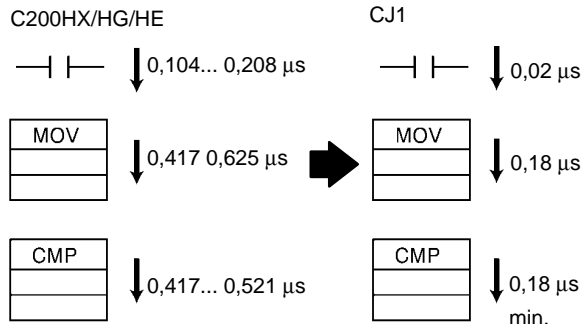 C200HX/HG/HE
CJ1
0,104... 0,208 µs
0,02 µs
MOV
0,417 0,625 µs
MOV
0,18 µs
CMP
0,417... 0,521 µs
CMP
0,18 µs
min.